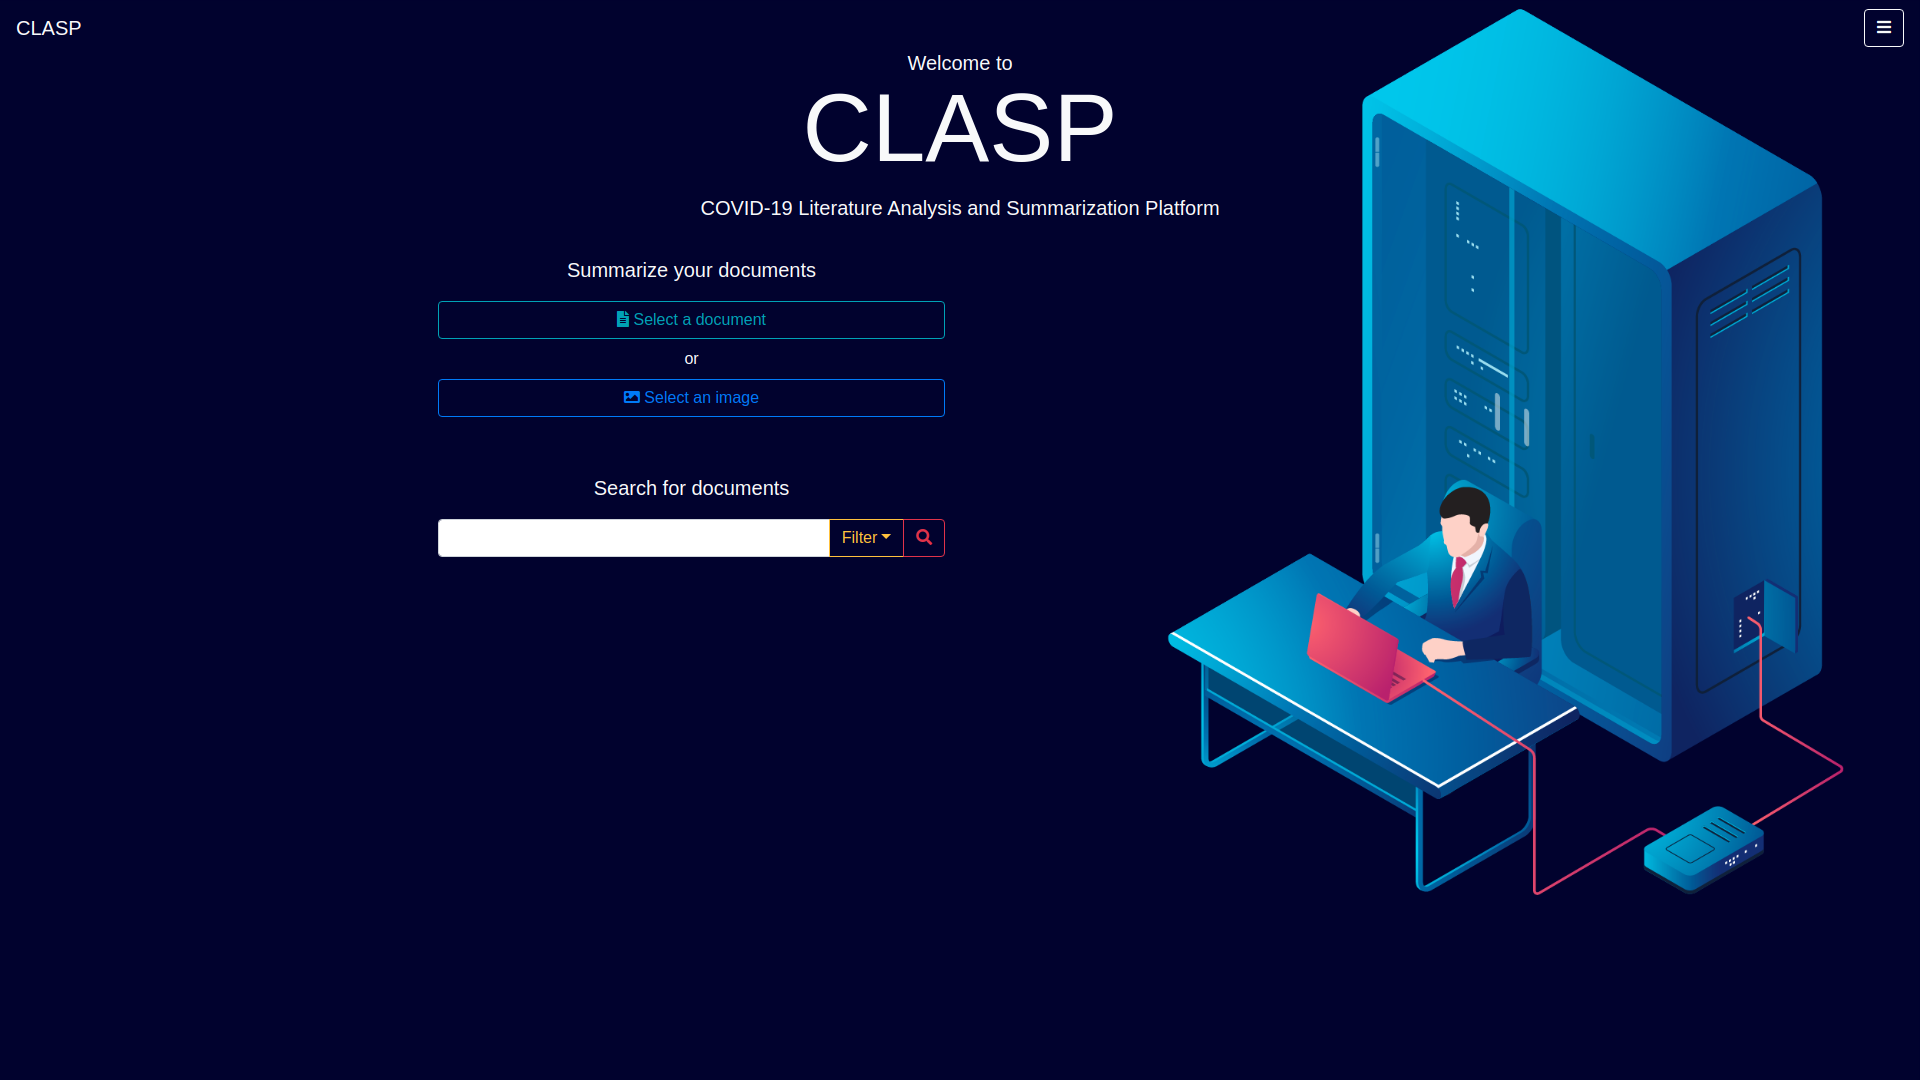 CLASP
Welcome to
CLASP
COVID-19 Literature Analysis and Summarization Platform
Summarize your documents
Select a document
or
Select an image
Search for documents
Filter